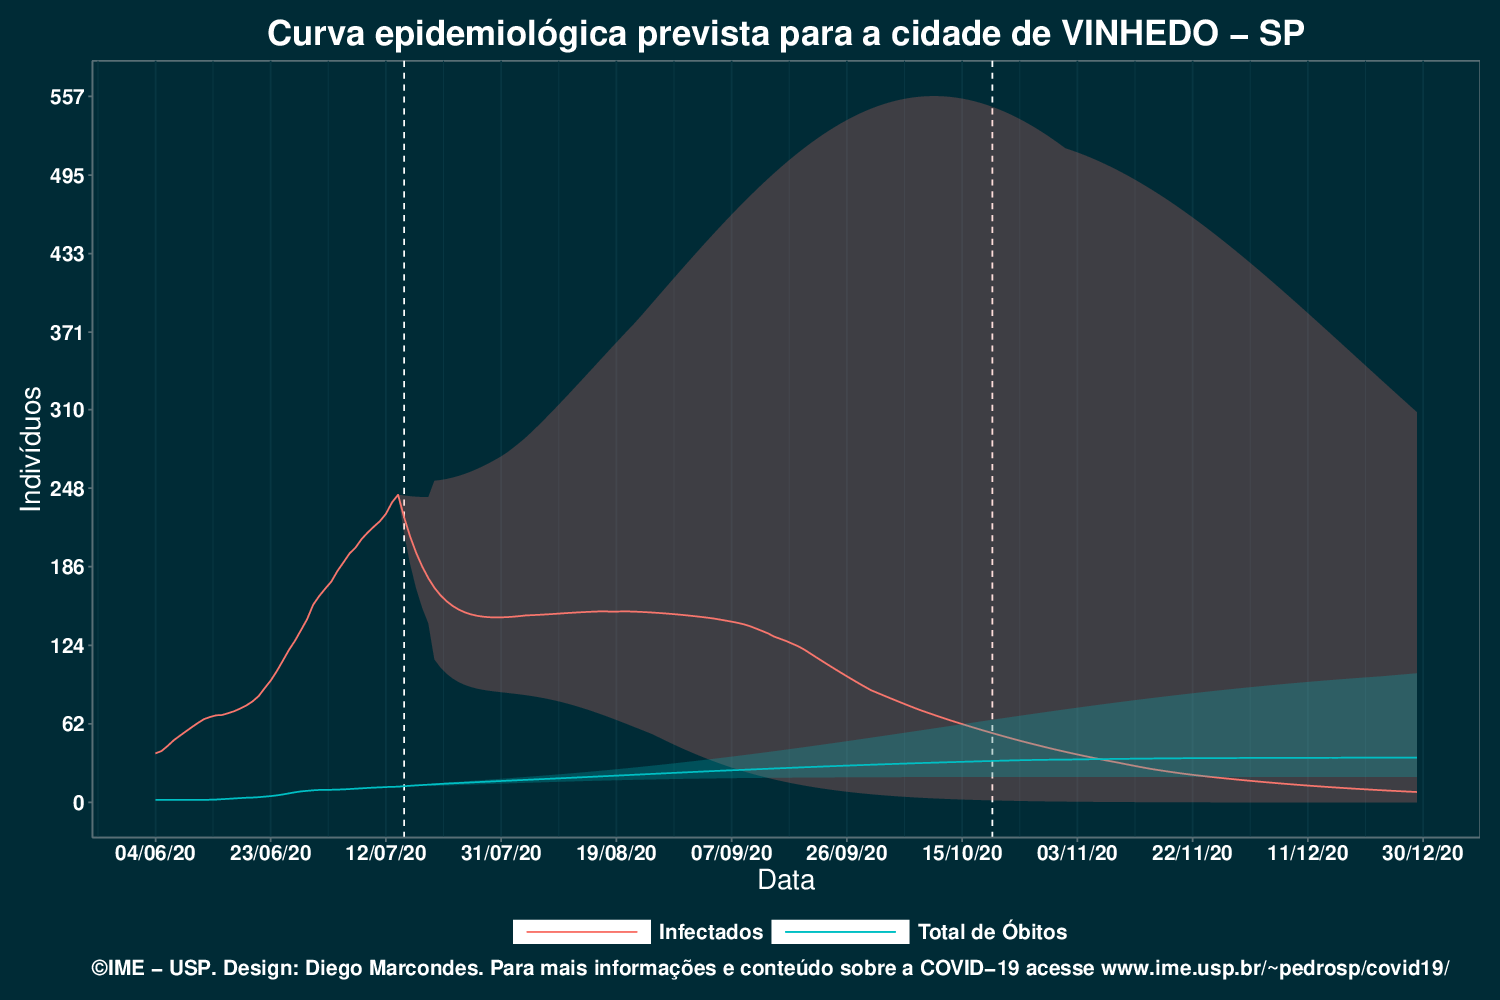 Curva epidemiológica prevista para a cidade de VINHEDO – SP
Indivíduos
557
495
433
371
310
248
186
124
62
0
04/06/20 23/06/20 12/07/20 31/07/20 19/08/20 07/09/20 26/09/20 15/10/20 03/11/20 22/11/20 11/12/20 30/12/20
Data
Infectados Total de Óbitos
©IME – USP. Design: Diego Marcondes. Para mais informações e conteúdo sobre a COVID–19 acesse www.ime.usp.br/~pedrosp/covid19/